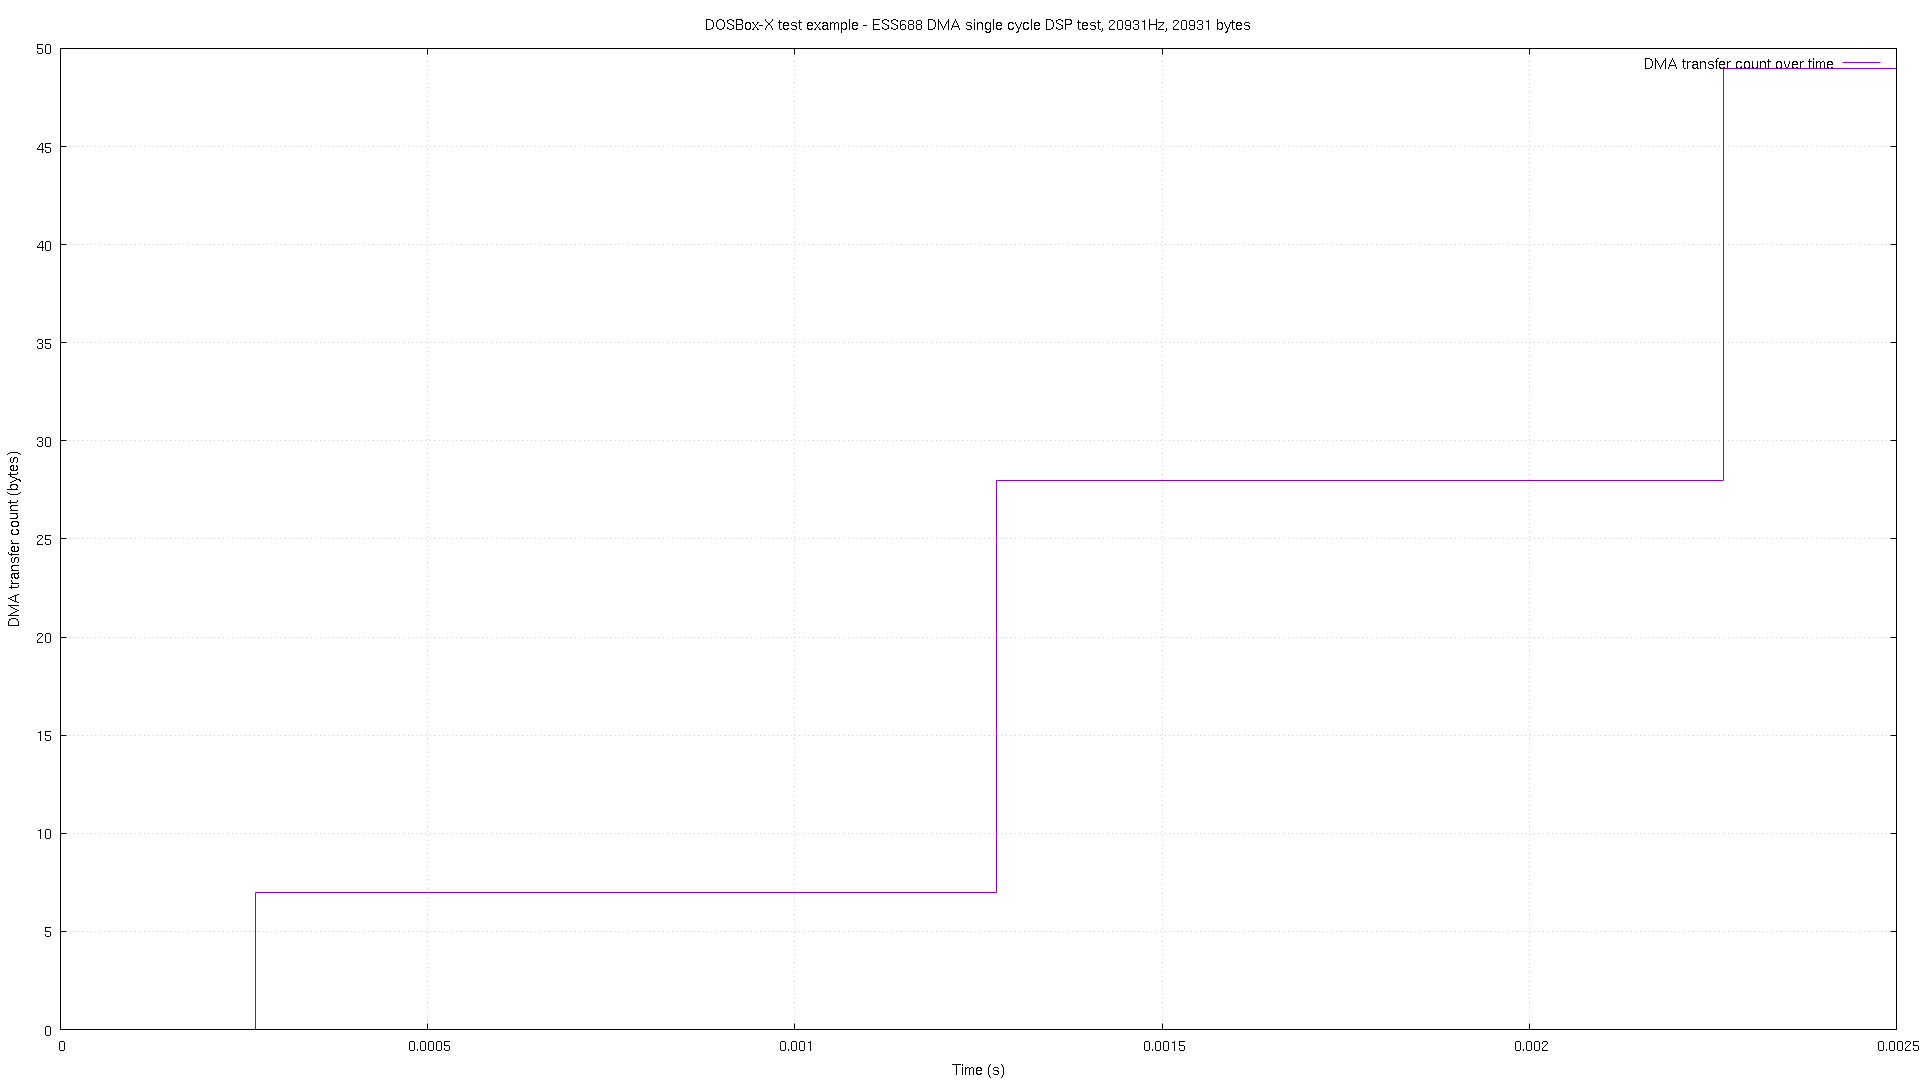 DOSBox-X test example - ESS688 DMA single cycle DSP test, 20931Hz, 20931 bytes
DMA transfer count over time
DMA transfer count (bytes)
50
45
40
35
30
25
20
15
10
5
0
0 0.0005 0.001 0.0015 0.002 0.0025
Time (s)